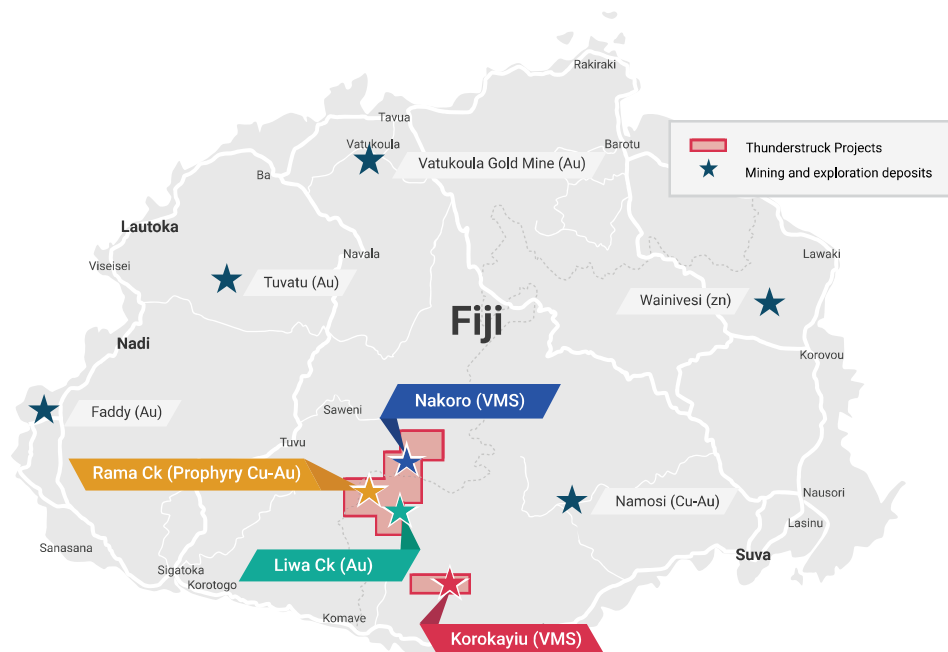 Rakiraki
Tavua
Vatukoula
Vatukoula Gold Mine (Au)
Barotu
Thunderstruck Projects
Mining and exploration deposits
Ba
Lautoka
Viseisei
Navala
Lawaki
Tuvatu (Au)
Wainivesi (zn)
Fiji
Nadi
Korovou
Faddy (Au)
Saweni
Nakoro (VMS)
Tuvu
Rama Ck (Prophyry Cu-Au)
Namosi (Cu-Au)
Nausori
Lasinu
Sanasana
Suva
Sigatoka
Liwa Ck (Au)
Korotogo
Komave
Korokayiu (VMS)